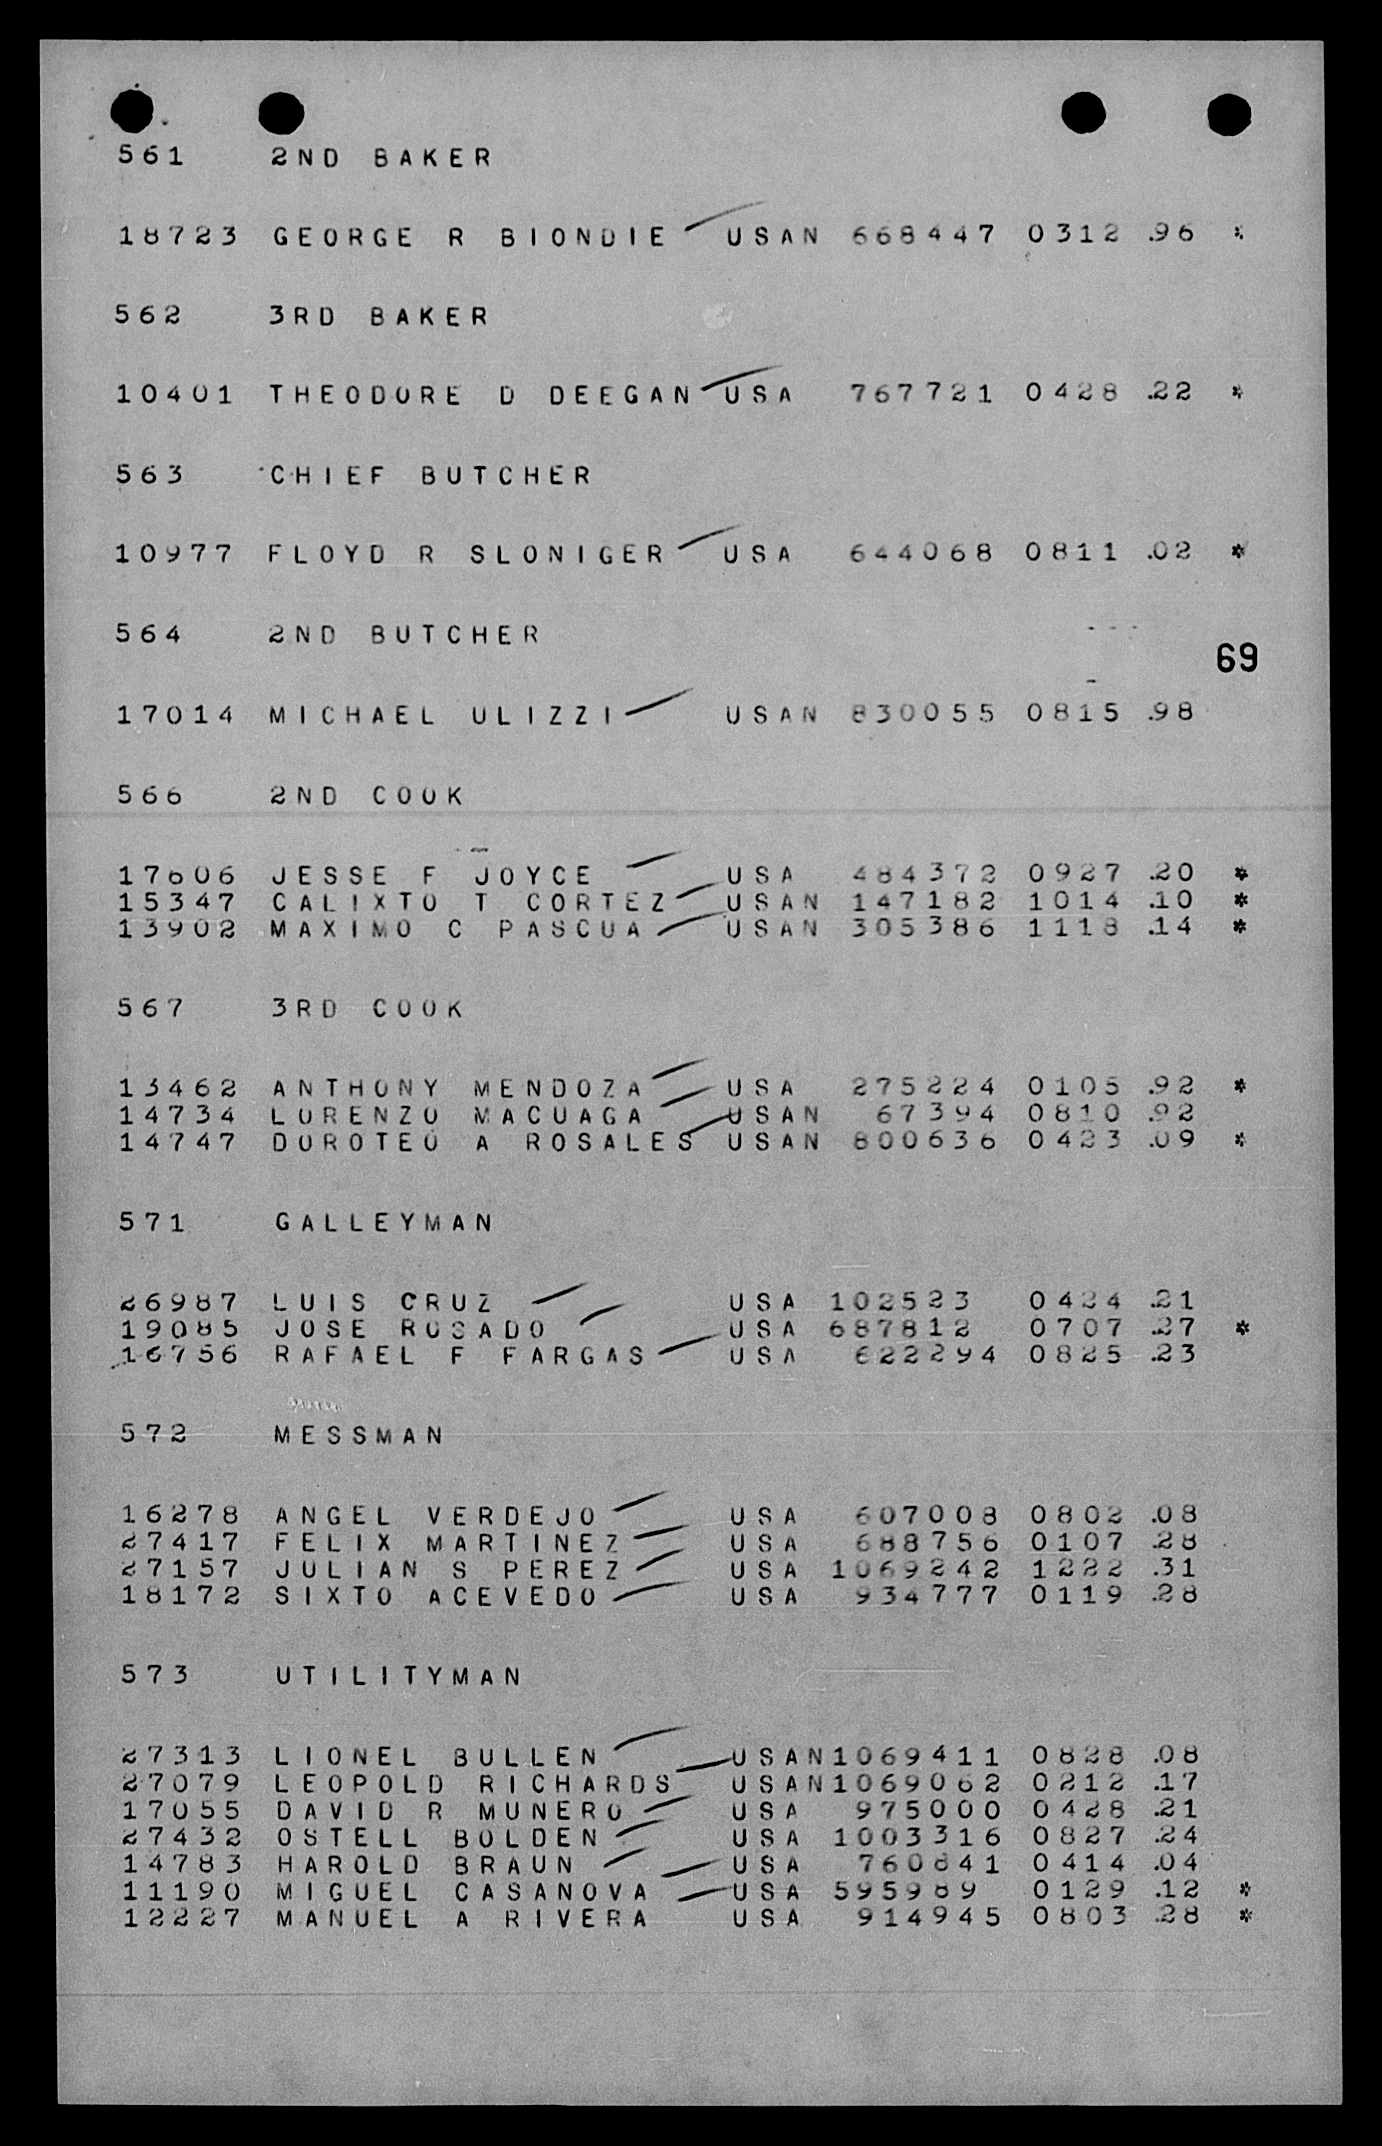 561 2ND BAKER
18723 GEORGE R BIONDIE USAN 668447 0312 .96 *
562 3RD BAKER
10401 THEODORE D DEEGAN USA 767721 0428 .22 *
563 CHIEF BUTCHER
10977 FLOYD R SLONIGER USA 644068 0811 .02 *
564 2ND BUTCHER
69
17014 MICHAEL ULIZZI USAN 830055 0815 .98
566 2ND COOK
17606 JESSE F JOYCE USA 484372 0927 .20 *
15347 CALIXTO T CORTEZ USAN 147182 1014 .10 *
13902 MAXIMO C PASCUA USAN 305386 1118 .14 *
567 3RD COOK
13462 ANTHONY MENDOZA USA 275224 0105 .92 *
14734 LORENZO MACUAGA USAN 67394 0810 .92
14747 DOROTEO A ROSALES USAN 800636 0423 .09 *
571 GALLEYMAN
26987 LUIS CRUZ USA 102523 0424 .21
19085 JOSE ROSADO USA 687812 0707 .27 *
16756 RAFAEL F FARGAS USA 622294 0825 .23
572 MESSMAN
16278 ANGEL VERDEJO USA 607008 0802 .08
27417 FELIX MARTINEZ USA 688756 0107 .28
27157 JULIAN S PEREZ USA 1069242 1222 .31
18172 SIXTO ACEVEDO USA 934777 0119 .28
573 UTILITYMAN
27313 LIONEL BULLEN USAN1069411 0828 .08
27079 LEOPOLD RICHARDS USAN1069062 0212 .17
17055 DAVID R MUNERO USA 975000 0428 .21
27432 OSTELL BOLDEN USA 1003316 0827 .24
14783 HAROLD BRAUN USA 760841 0414 .04
11190 MIGUEL CASANOVA USA 595989 0129 .12 *
12227 MANUEL A RIVERA USA 914945 0803 .28 *